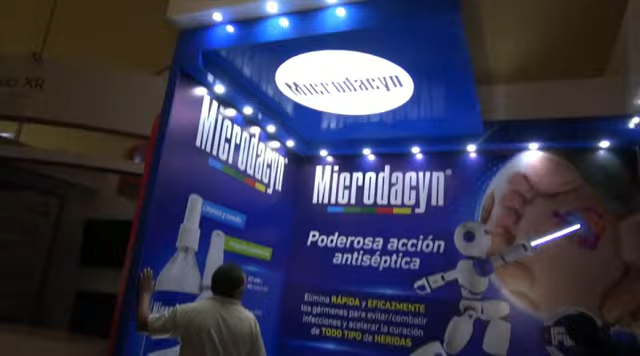 XR
Microdacyn
Microdacyn
Microdacyn
Poderosa acción
antiséptica
Elimina RÁPIDA y EFICAZMENTE
los gérmenes para evitar/combatir
infecciones y acelerar la curación
de TODO TIPO de HERIDAS